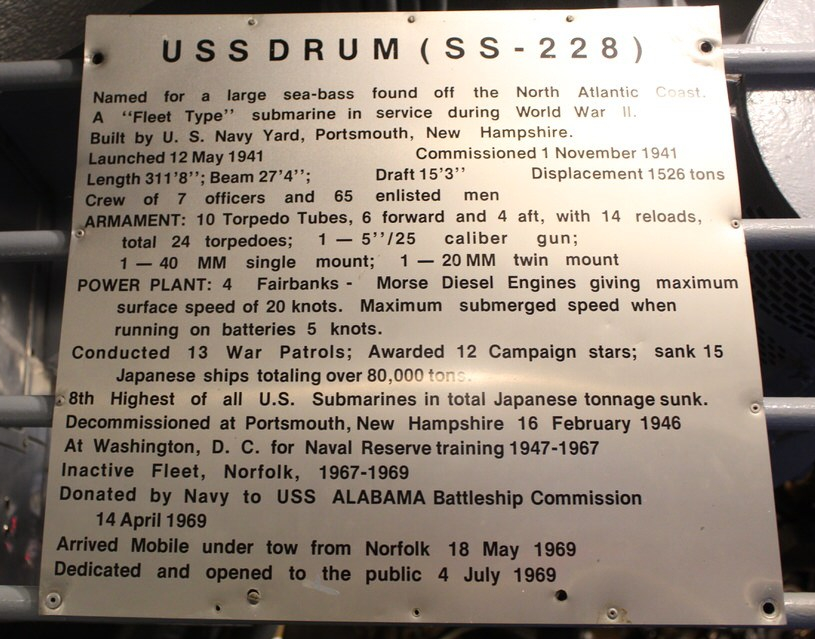 USS DRUM (SS-228)
Named for a large sea-bass found off the North Atlantic Coast.
A "Fleet Type" submarine in service during World War II.
Built by U. S. Navy Yard, Portsmouth, New Hampshire.
Launched 12 May 1941 Commissioned 1 November 1941
Length 311'8''; Beam 27'4''; Draft 15'3'' Displacement 1526 tons
Crew of 7 officers and 65 enlisted men
ARMAMENT: 10 Torpedo Tubes, 6 forward and 4 aft, with 14 reloads,
total 24 torpedoes; 1 — 5''/25 caliber gun;
1 — 40 MM single mount; 1 — 20 MM twin mount
POWER PLANT: 4 Fairbanks - Morse Diesel Engines giving maximum
surface speed of 20 knots. Maximum submerged speed when
running on batteries 5 knots.
Conducted 13 War Patrols; Awarded 12 Campaign stars; sank 15
Japanese ships totaling over 80,000 tons.
8th Highest of all U.S. Submarines in total Japanese tonnage sunk.
Decommissioned at Portsmouth, New Hampshire 16 February 1946
At Washington, D. C. for Naval Reserve training 1947-1967
Inactive Fleet, Norfolk, 1967-1969
Donated by Navy to USS ALABAMA Battleship Commission
14 April 1969
Arrived Mobile under tow from Norfolk 18 May 1969
Dedicated and opened to the public 4 July 1969